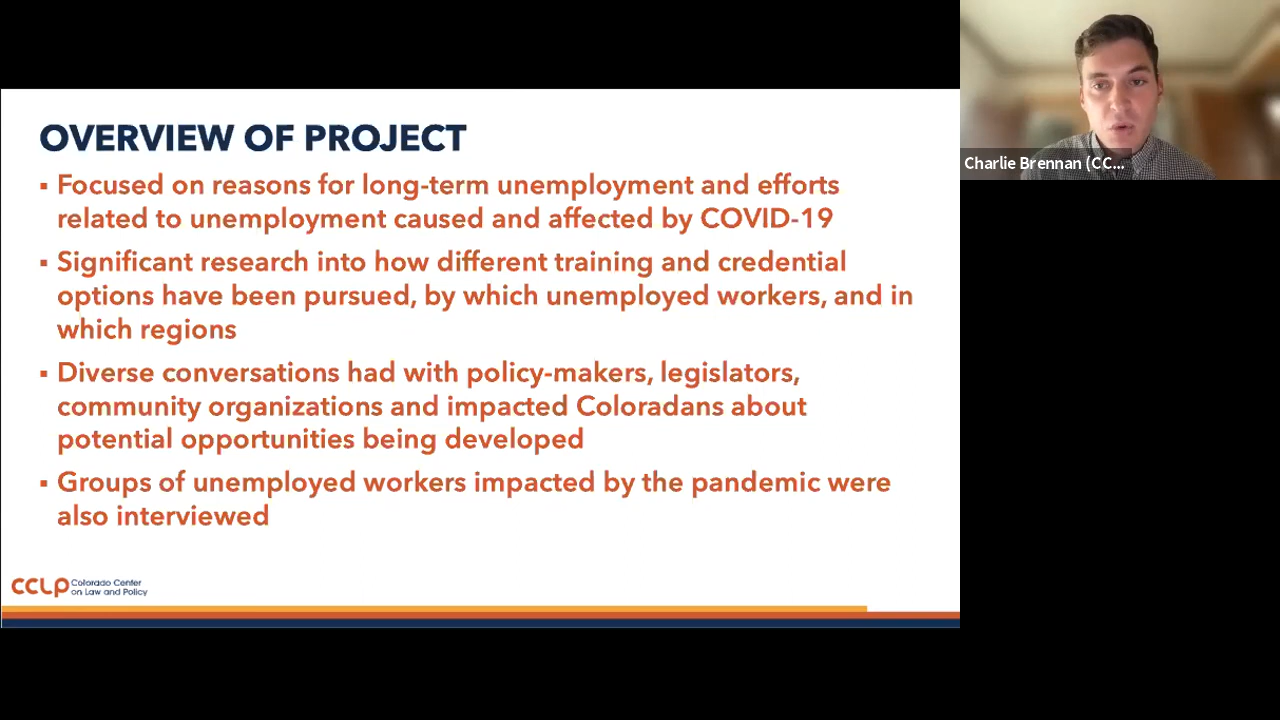 OVERVIEW OF PROJECT
▪ Focused on reasons for long-term unemployment and efforts
related to unemployment caused and affected by COVID-19
▪ Significant research into how different training and credential
options have been pursued, by which unemployed workers, and in
which regions
▪ Diverse conversations had with policy-makers, legislators,
community organizations and impacted Coloradans about
potential opportunities being developed
▪ Groups of unemployed workers impacted by the pandemic were
also interviewed
CCLP Colorado Center
on Law and Policy
Charlie Brennan (CC...